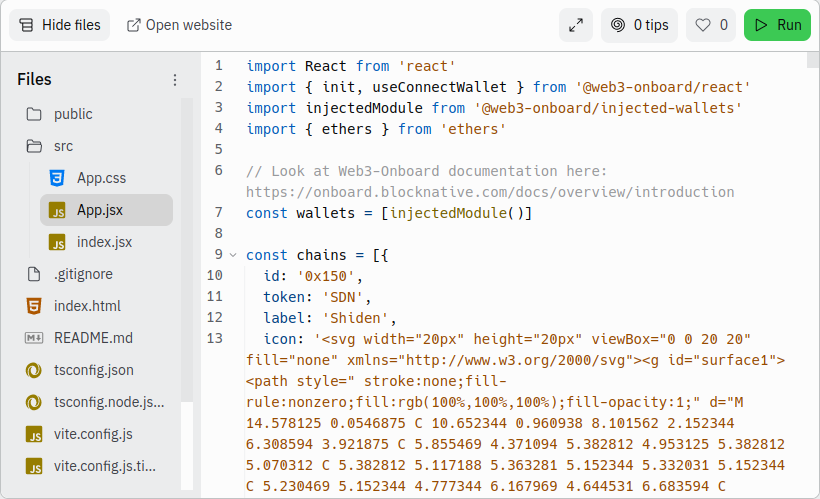 Hide files
Open website
0 tips
0
Run
Files
public
src
App.css
App.jsx
index.jsx
.gitignore
index.html
README.md
tsconfig.json
tsconfig.node.js...
vite.config.js
vite.config.js.ti...
1 import React from 'react'
2 import { init, useConnectWallet } from '@web3-onboard/react'
3 import injectedModule from '@web3-onboard/injected-wallets'
4 import { ethers } from 'ethers'
5
6 // Look at Web3-Onboard documentation here:
https://onboard.blocknative.com/docs/overview/introduction
7 const wallets = [injectedModule()]
8
9 const chains = [{
10 id: '0x150',
11 token: 'SDN',
12 label: 'Shiden',
13 icon: '<svg width="20px" height="20px" viewBox="0 0 20 20"
fill="none" xmlns="http://www.w3.org/2000/svg"><g id="surface1">
<path style=" stroke:none;fill-
rule:nonzero;fill:rgb(100%,100%,100%);fill-opacity:1;" d="M
14.578125 0.0546875 C 10.652344 0.960938 8.101562 2.152344
6.308594 3.921875 C 5.855469 4.371094 5.382812 4.953125 5.382812
5.070312 C 5.382812 5.117188 5.363281 5.152344 5.332031 5.152344
C 5.230469 5.152344 4.777344 6.167969 4.644531 6.683594 C